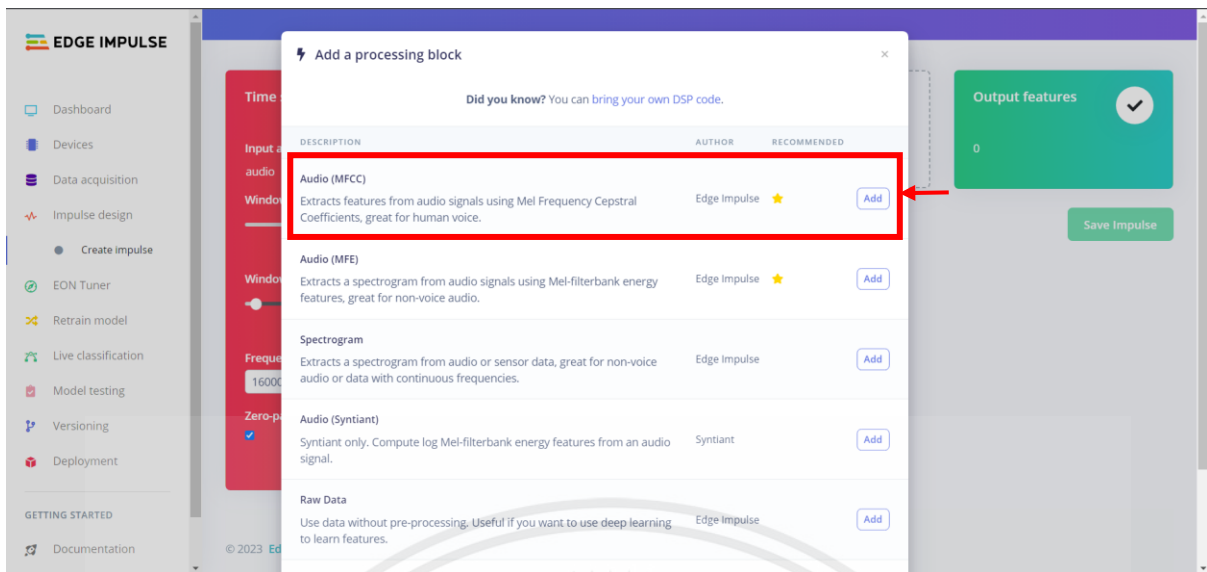 EDGE IMPULSE
Dashboard
Devices
Data acquisition
Impulse design
Create impulse
EON Tuner
Retrain model
Live classification
Model testing
Versioning
Deployment
GETTING STARTED
Documentation
Time
Input a
audio
Window
Window
Freque
16000
Zero-pa
© 2023 Ed
Add a processing block
×
Did you know? You can bring your own DSP code.
DESCRIPTION AUTHOR RECOMMENDED
Audio (MFCC)
Extracts features from audio signals using Mel Frequency Cepstral
Coefficients, great for human voice.
Edge Impulse
Add
Audio (MFE)
Extracts a spectrogram from audio signals using Mel-filterbank energy
features, great for non-voice audio.
Edge Impulse
Add
Spectrogram
Extracts a spectrogram from audio or sensor data, great for non-voice
audio or data with continuous frequencies.
Edge Impulse
Add
Audio (Syntiant)
Syntiant only. Compute log Mel-filterbank energy features from an audio
signal.
Syntiant
Add
Raw Data
Use data without pre-processing. Useful if you want to use deep learning
to learn features.
Edge Impulse
Add
Output features
0
Save Impulse